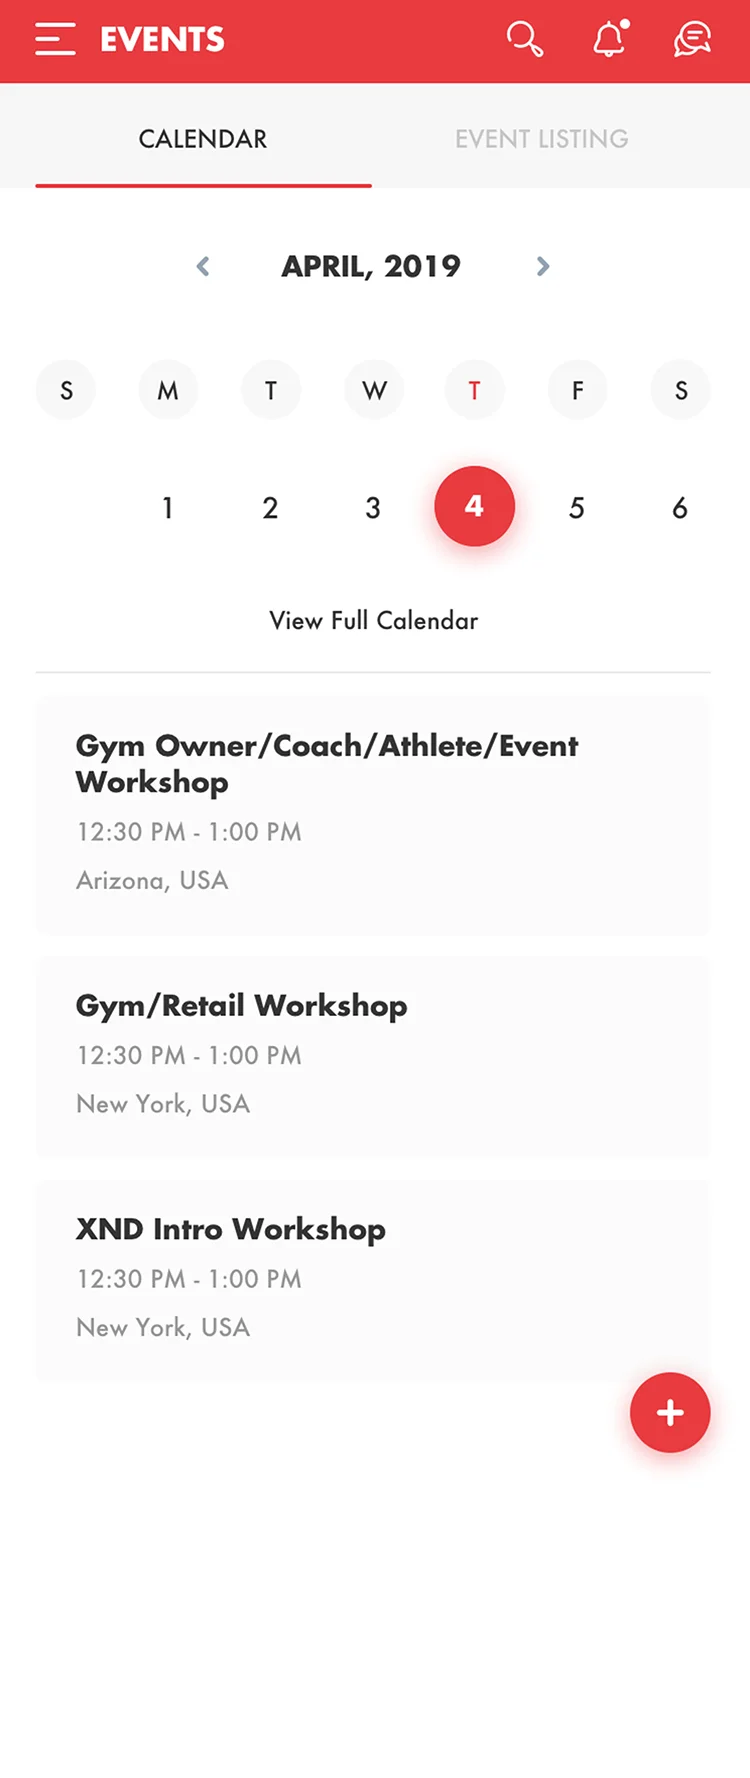 EVENTS
CALENDAR EVENT LISTING
APRIL, 2019
S M T W T F S
1 2 3 4 5 6
View Full Calendar
Gym Owner/Coach/Athlete/Event
Workshop
12:30 PM - 1:00 PM
Arizona, USA
Gym/Retail Workshop
12:30 PM - 1:00 PM
New York, USA
XND Intro Workshop
12:30 PM - 1:00 PM
New York, USA